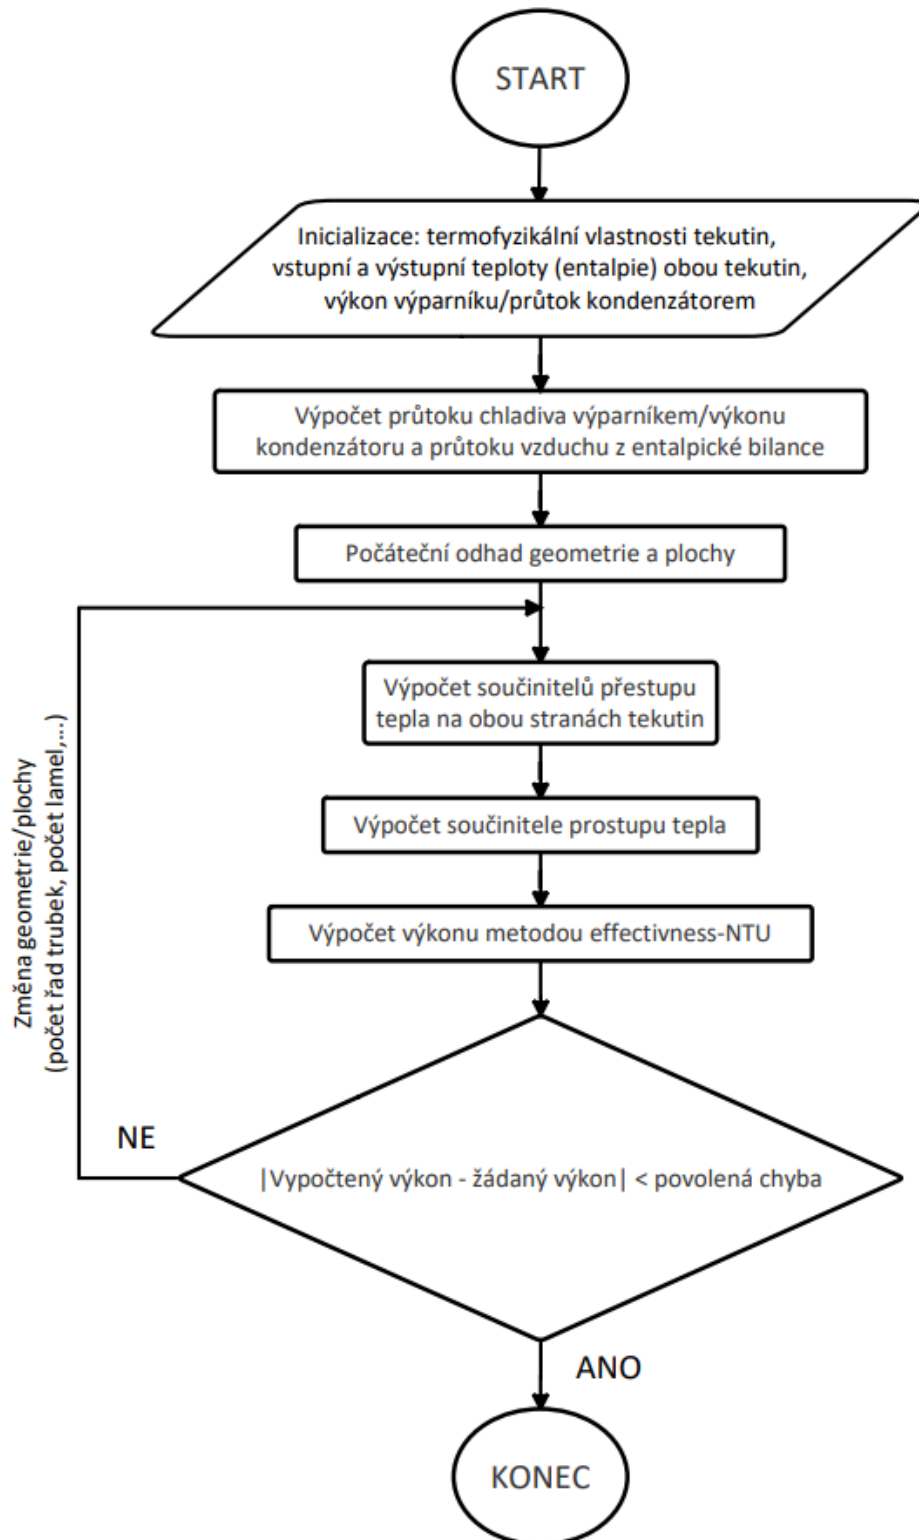 START
Inicializace: termofyzikální vlastnosti tekutin,
vstupní a výstupní teploty (entalpie) obou tekutin,
výkon výparníku/průtok kondenzátorem
Výpočet průtoku chladiva výparníkem/výkonu
kondenzátoru a průtoku vzduchu z entalpické bilance
Počáteční odhad geometrie a plochy
Výpočet součinitelů přestupu
tepla na obou stranách tekutin
Výpočet součinitele prostupu tepla
Výpočet výkonu metodou effectivness-NTU
Změna geometrie/plochy
(počet řad trubek, počet lamel,...)
NE
|Vypočtený výkon - žádaný výkon| < povolená chyba
ANO
KONEC